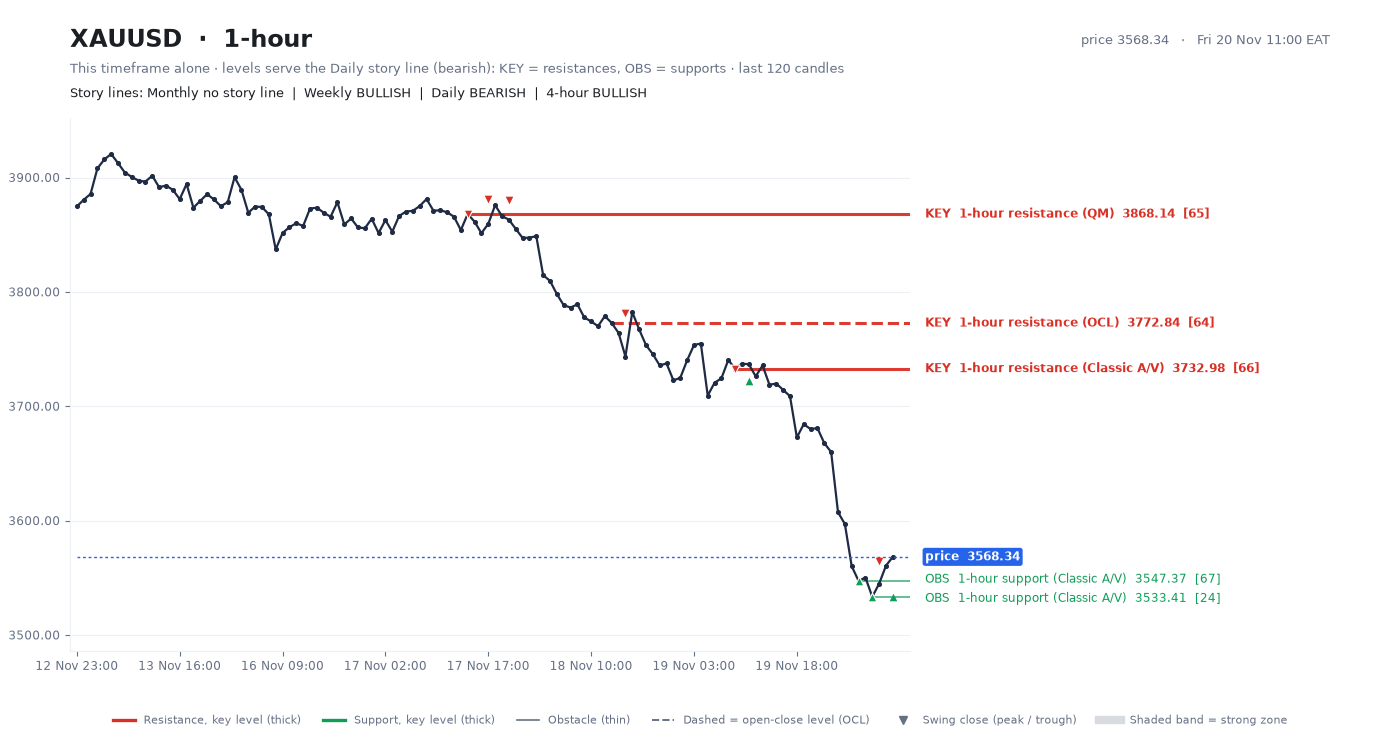 XAUUSD · 1-hour
price 3568.34 · Fri 20 Nov 11:00 EAT
This timeframe alone · levels serve the Daily story line (bearish): KEY = resistances, OBS = supports · last 120 candles
Story lines: Monthly no story line | Weekly BULLISH | Daily BEARISH | 4-hour BULLISH
3900.00
KEY 1-hour resistance (QM) 3868.14 [65]
3800.00
KEY 1-hour resistance (OCL) 3772.84 [64]
KEY 1-hour resistance (Classic A/V) 3732.98 [66]
3700.00
3600.00
price 3568.34
OBS 1-hour support (Classic A/V) 3547.37 [67]
OBS 1-hour support (Classic A/V) 3533.41 [24]
3500.00
12 Nov 23:00 13 Nov 16:00 16 Nov 09:00 17 Nov 02:00 17 Nov 17:00 18 Nov 10:00 19 Nov 03:00 19 Nov 18:00
Resistance, key level (thick) Support, key level (thick) Obstacle (thin) Dashed = open-close level (OCL) Swing close (peak / trough) Shaded band = strong zone